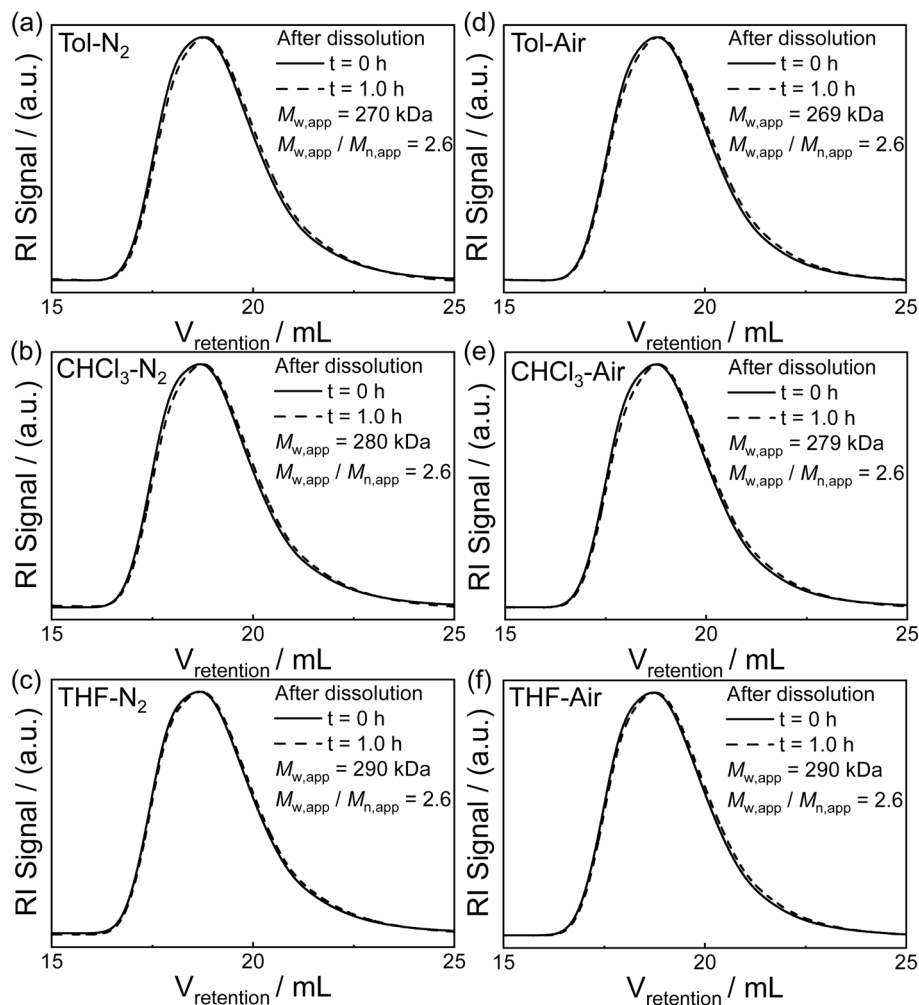 (a)
Tol-N₂
After dissolution
t = 0 h
t = 1.0 h
Mw,app = 270 kDa
Mw,app / Mn,app = 2.6
RI Signal / (a.u.)
15 20 25
Vretention / mL
(d)
Tol-Air
After dissolution
t = 0 h
t = 1.0 h
Mw,app = 269 kDa
Mw,app / Mn,app = 2.6
RI Signal / (a.u.)
15 20 25
Vretention / mL
(b)
CHCl₃-N₂
After dissolution
t = 0 h
t = 1.0 h
Mw,app = 280 kDa
Mw,app / Mn,app = 2.6
RI Signal / (a.u.)
15 20 25
Vretention / mL
(e)
CHCl₃-Air
After dissolution
t = 0 h
t = 1.0 h
Mw,app = 279 kDa
Mw,app / Mn,app = 2.6
RI Signal / (a.u.)
15 20 25
Vretention / mL
(c)
THF-N₂
After dissolution
t = 0 h
t = 1.0 h
Mw,app = 290 kDa
Mw,app / Mn,app = 2.6
RI Signal / (a.u.)
15 20 25
Vretention / mL
(f)
THF-Air
After dissolution
t = 0 h
t = 1.0 h
Mw,app = 290 kDa
Mw,app / Mn,app = 2.6
RI Signal / (a.u.)
15 20 25
Vretention / mL